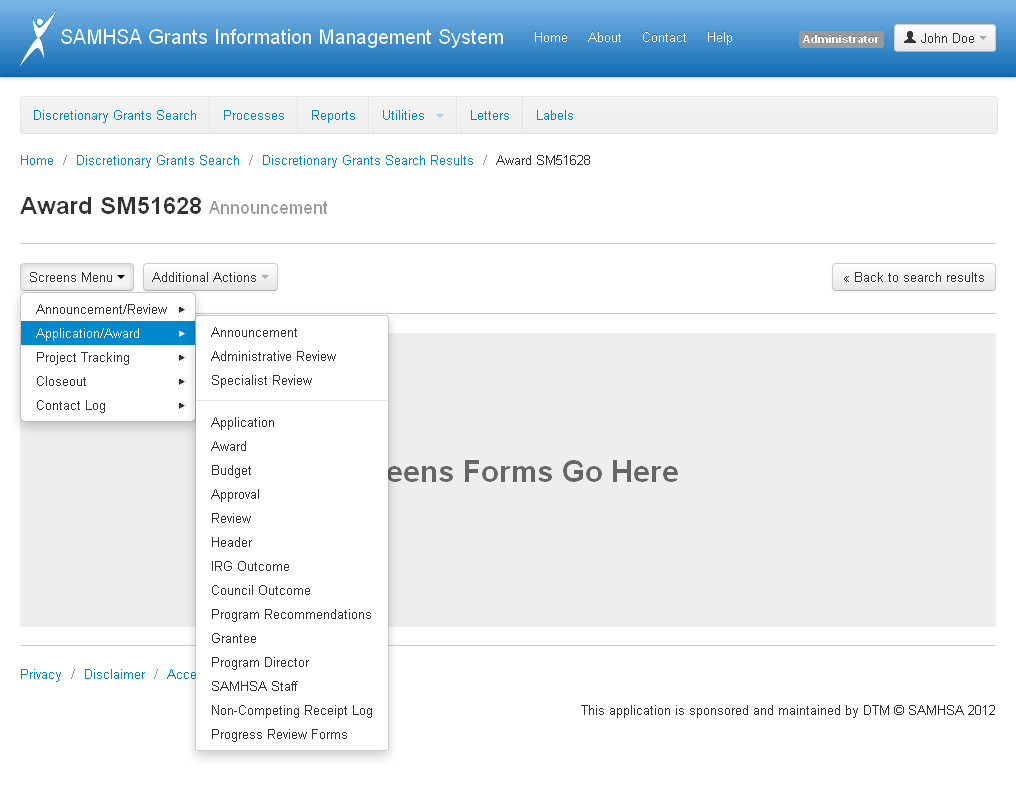 SAMHSA Grants Information Management System Home About Contact Help Administrator John Doe
Discretionary Grants Search Processes Reports Utilities Letters Labels
Home / Discretionary Grants Search / Discretionary Grants Search Results / Award SM51628
Award SM51628 Announcement
Screens Menu Additional Actions « Back to search results
Announcement/Review
Application/Award
Project Tracking
Closeout
Contact Log
Announcement
Administrative Review
Specialist Review
Application
Award
Budget
Approval
Review
Header
IRG Outcome
Council Outcome
Program Recommendations
Grantee
Program Director
SAMHSA Staff
Non-Competing Receipt Log
Progress Review Forms
eens Forms Go Here
Privacy / Disclaimer / Acce
This application is sponsored and maintained by DTM © SAMHSA 2012